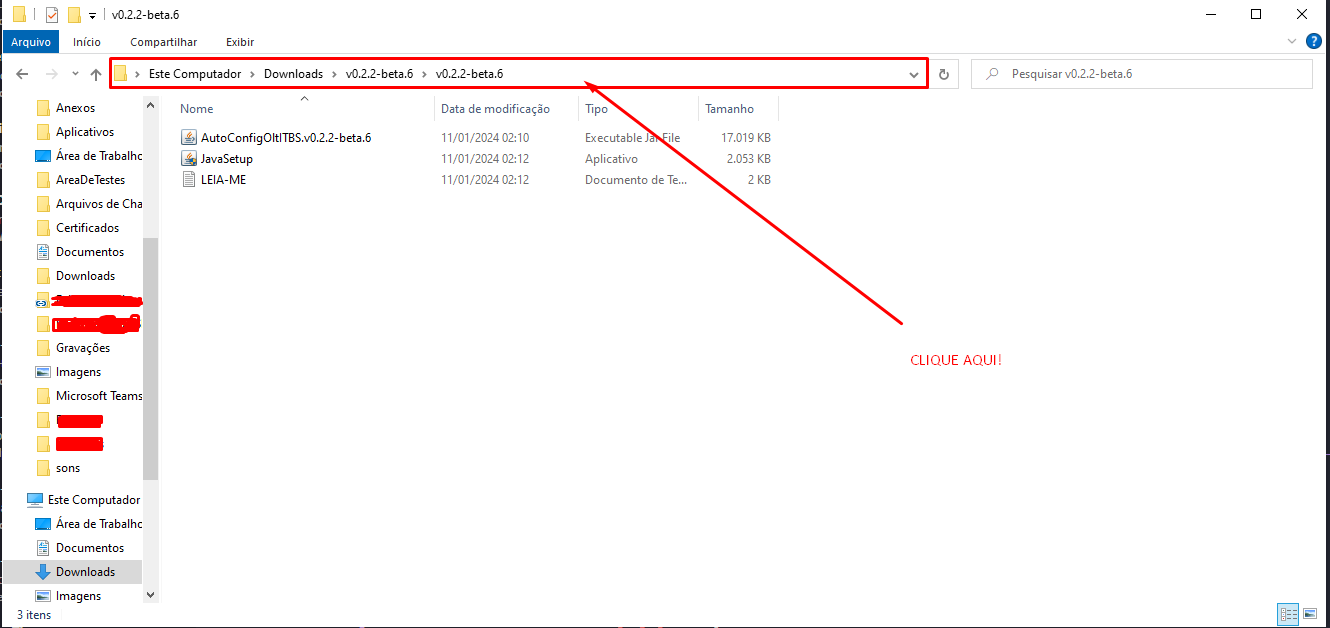 v0.2.2-beta.6
Arquivo Início Compartilhar Exibir
Este Computador Downloads v0.2.2-beta.6 v0.2.2-beta.6 Pesquisar v0.2.2-beta.6
Anexos
Aplicativos
Área de Trabalho
AreaDeTestes
Arquivos de Cha
Certificados
Documentos
Downloads
Gravações
Imagens
Microsoft Teams
sons
Este Computador
Área de Trabalho
Documentos
Downloads
Imagens
Nome Data de modificação Tipo Tamanho
AutoConfigOltITBS.v0.2.2-beta.6 11/01/2024 02:10 Executable Jar File 17.019 KB
JavaSetup 11/01/2024 02:12 Aplicativo 2.053 KB
LEIA-ME 11/01/2024 02:12 Documento de Te... 2 KB
CLIQUE AQUI!
3 itens